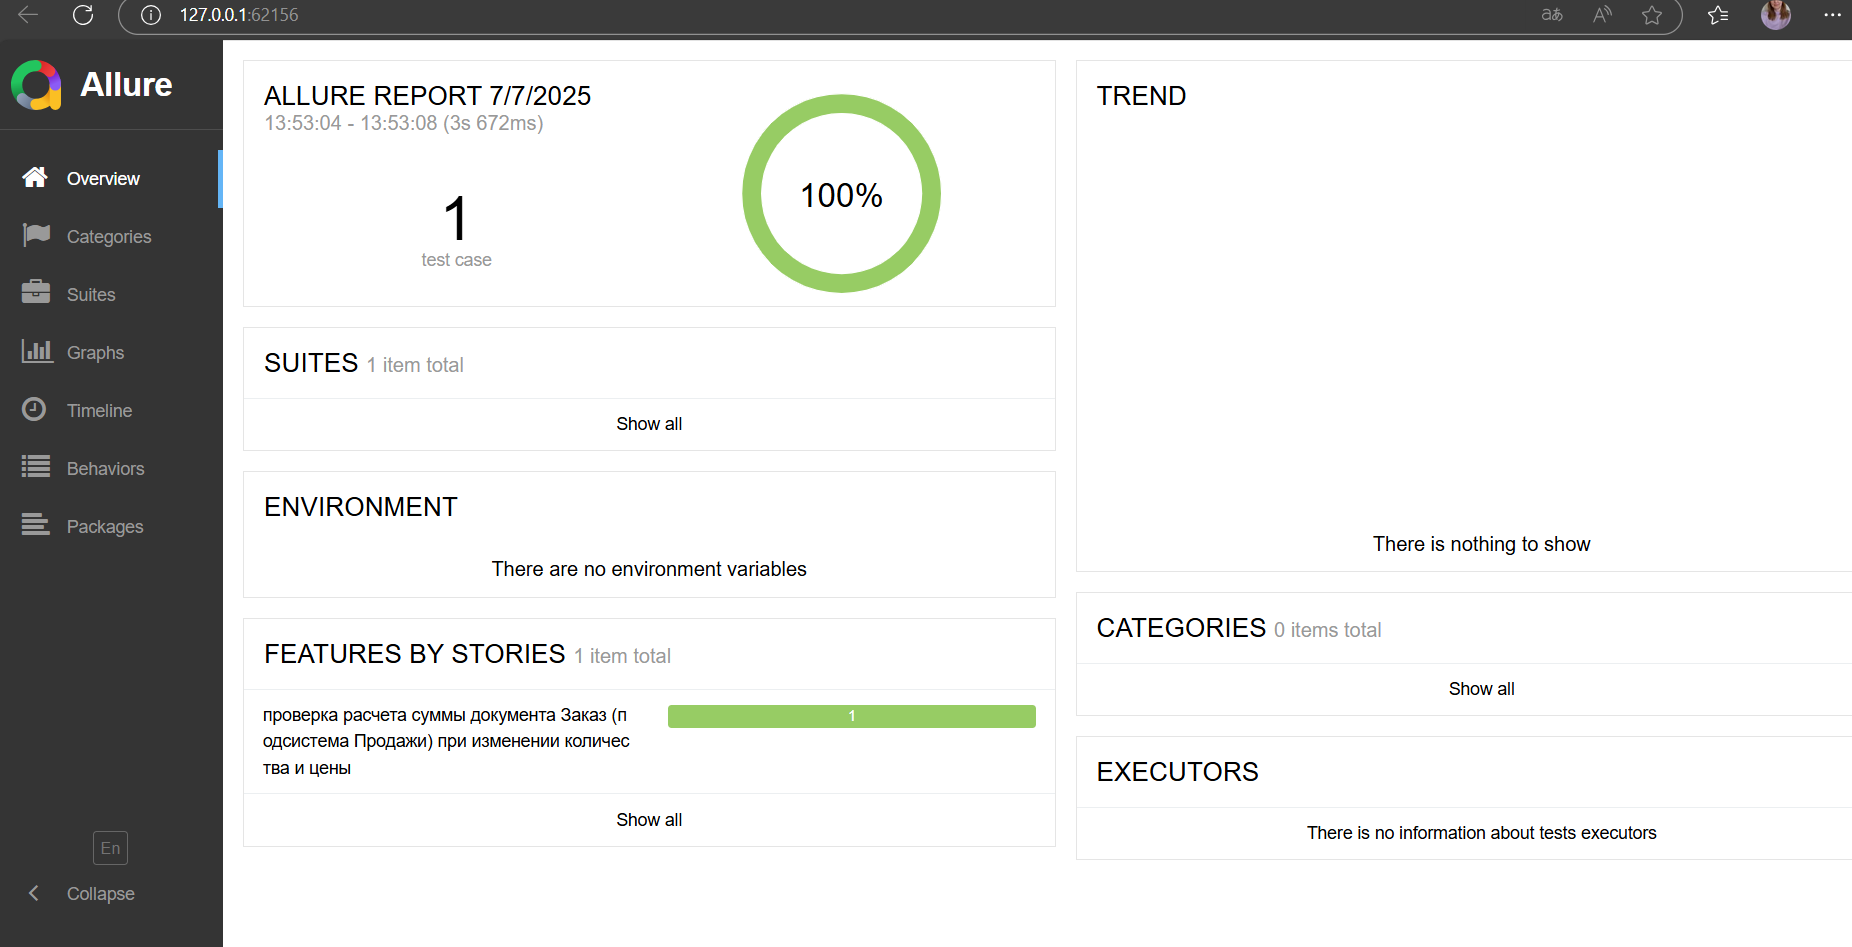 127.0.0.1:62156
Allure
Overview
Categories
Suites
Graphs
Timeline
Behaviors
Packages
En
Collapse
ALLURE REPORT 7/7/2025
13:53:04 - 13:53:08 (3s 672ms)
1
test case
100%
SUITES 1 item total
Show all
ENVIRONMENT
There are no environment variables
FEATURES BY STORIES 1 item total
проверка расчета суммы документа Заказ (п
одсистема Продажи) при изменении количес
тва и цены
1
Show all
TREND
There is nothing to show
CATEGORIES 0 items total
Show all
EXECUTORS
There is no information about tests executors